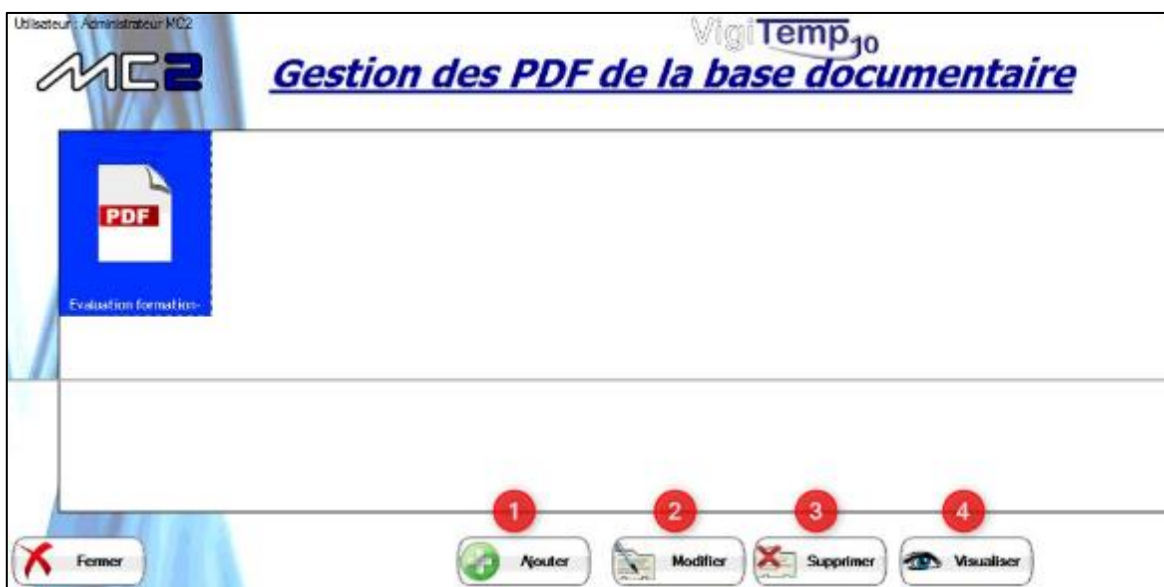 Utilisateur : Administrateur MC2
VigiTemp10
MC2
Gestion des PDF de la base documentaire
PDF
Evaluation formation-
1
2
3
4
Fermer
Ajouter
Modifier
Supprimer
Visualiser